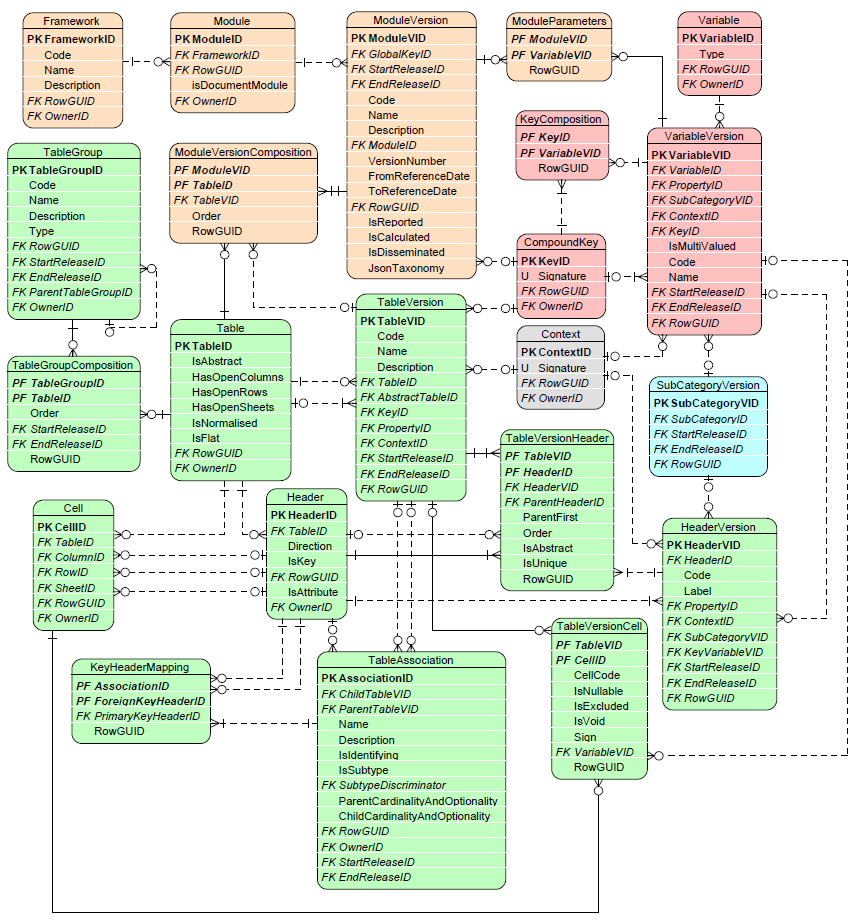 Framework
PK FrameworkID
Code
Name
Description
FK RowGUID
FK OwnerID
Module
PK ModuleID
FK FrameworkID
FK RowGUID
isDocumentModule
FK OwnerID
ModuleVersion
PK ModuleVID
FK GlobalKeyID
FK StartReleaseID
FK EndReleaseID
Code
Name
Description
FK ModuleID
VersionNumber
FromReferenceDate
ToReferenceDate
FK RowGUID
IsReported
IsCalculated
IsDisseminated
JsonTaxonomy
ModuleParameters
PF ModuleVID
PF VariableVID
RowGUID
Variable
PK VariableID
Type
FK RowGUID
FK OwnerID
KeyComposition
PF KeyID
PF VariableVID
RowGUID
VariableVersion
PK VariableVID
FK VariableID
FK PropertyID
FK SubCategoryVID
FK ContextID
FK KeyID
IsMultiValued
Code
Name
FK StartReleaseID
FK EndReleaseID
FK RowGUID
TableGroup
PK TableGroupID
Code
Name
Description
Type
FK RowGUID
FK StartReleaseID
FK EndReleaseID
FK ParentTableGroupID
FK OwnerID
ModuleVersionComposition
PF ModuleVID
PF TableID
FK TableVID
Order
RowGUID
CompoundKey
PK KeyID
U Signature
FK RowGUID
FK OwnerID
TableVersion
PK TableVID
Code
Name
Description
FK TableID
FK AbstractTableID
FK KeyID
FK PropertyID
FK ContextID
FK StartReleaseID
FK EndReleaseID
FK RowGUID
Table
PK TableID
IsAbstract
HasOpenColumns
HasOpenRows
HasOpenSheets
IsNormalised
IsFlat
FK RowGUID
FK OwnerID
Context
PK ContextID
U Signature
FK RowGUID
FK OwnerID
TableGroupComposition
PF TableGroupID
PF TableID
Order
FK StartReleaseID
FK EndReleaseID
RowGUID
SubCategoryVersion
PK SubCategoryVID
FK SubCategoryID
FK StartReleaseID
FK EndReleaseID
FK RowGUID
TableVersionHeader
PF TableVID
PF HeaderID
FK HeaderVID
FK ParentHeaderID
ParentFirst
Order
IsAbstract
IsUnique
RowGUID
Cell
PK CellID
FK TableID
FK ColumnID
FK RowID
FK SheetID
FK RowGUID
FK OwnerID
Header
PK HeaderID
FK TableID
Direction
IsKey
FK RowGUID
IsAttribute
FK OwnerID
HeaderVersion
PK HeaderVID
FK HeaderID
Code
Label
FK PropertyID
FK ContextID
FK SubCategoryVID
FK KeyVariableVID
FK StartReleaseID
FK EndReleaseID
FK RowGUID
TableVersionCell
PF TableVID
PF CellID
CellCode
IsNullable
IsExcluded
IsVoid
Sign
FK VariableVID
RowGUID
KeyHeaderMapping
PF AssociationID
PF ForeignKeyHeaderID
FK PrimaryKeyHeaderID
RowGUID
TableAssociation
PK AssociationID
FK ChildTableVID
FK ParentTableVID
Name
Description
IsIdentifying
IsSubtype
FK SubtypeDiscriminator
ParentCardinalityAndOptionality
ChildCardinalityAndOptionality
FK RowGUID
FK OwnerID
FK StartReleaseID
FK EndReleaseID